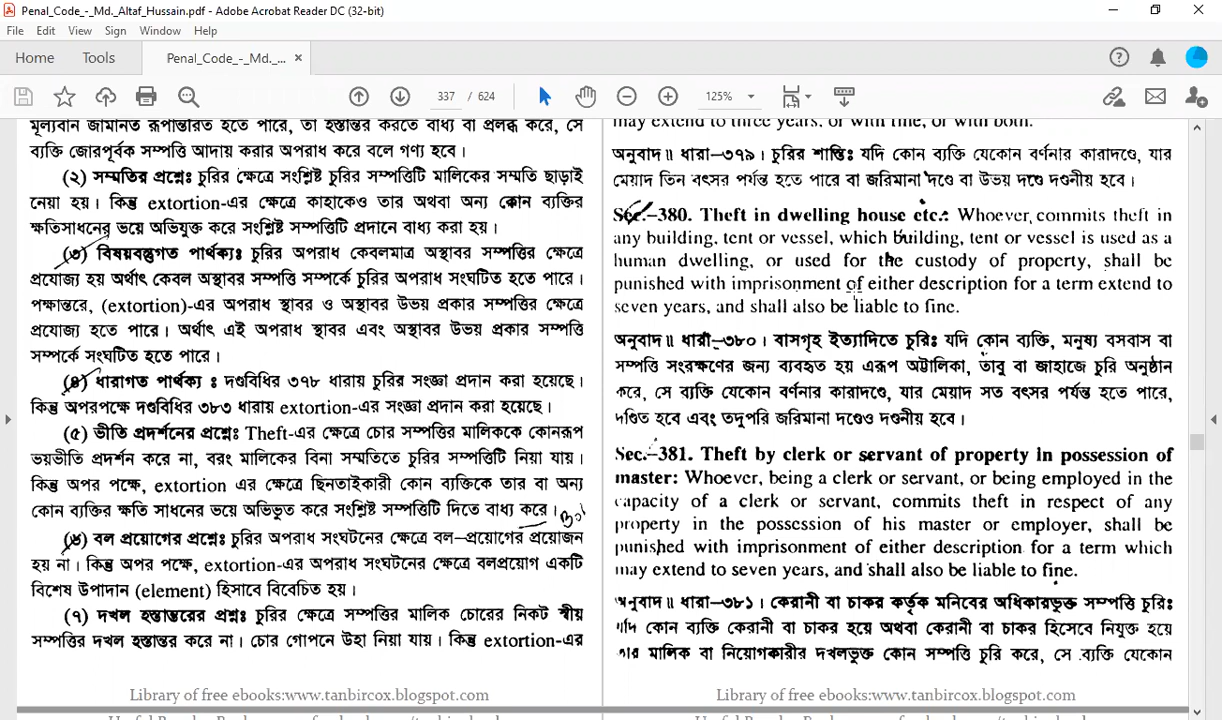 Penal_Code_-_Md._Altaf_Hussain.pdf - Adobe Acrobat Reader DC (32-bit)
File Edit View Sign Window Help
Home Tools Penal_Code_-_Md._... ×
337 / 624 125%
মূল্যবান জামানত রূপান্তরিত হতে পারে, তা হস্তান্তর করতে বাধ্য বা প্রলব্ধ করে, সে
ব্যক্তি জোরপূর্বক সম্পত্তি আদায় করার অপরাধ করে বলে গণ্য হবে।
(২) সম্মতির প্রশ্নেঃ চুরির ক্ষেত্রে সংশ্লিষ্ট চুরির সম্পত্তিটি মালিকের সম্মতি ছাড়াই
নেয়া হয়। কিন্তু extortion-এর ক্ষেত্রে কাহাকেও তার অথবা অন্য কোন ব্যক্তির
ক্ষতিসাধনের ভয়ে অভিযুক্ত করে সংশ্লিষ্ট সম্পত্তিটি প্রদানে বাধ্য করা হয়।
(৩) বিষয়বস্তুগত পার্থক্যঃ চুরির অপরাধ কেবলমাত্র অস্থাবর সম্পত্তির ক্ষেত্রে
প্রযোজ্য হয় অর্থাৎ কেবল অস্থাবর সম্পত্তি সম্পর্কে চুরির অপরাধ সংঘটিত হতে পারে।
পক্ষান্তরে, (extortion)-এর অপরাধ স্থাবর ও অস্থাবর উভয় প্রকার সম্পত্তির ক্ষেত্রে
প্রযোজ্য হতে পারে। অর্থাৎ এই অপরাধ স্থাবর এবং অস্থাবর উভয় প্রকার সম্পত্তি
সম্পর্কে সংঘটিত হতে পারে।
(৪) ধারাগত পার্থক্য ঃ দণ্ডবিধির ৩৭৮ ধারায় চুরির সংজ্ঞা প্রদান করা হয়েছে।
কিন্তু অপরপক্ষে দণ্ডবিধির ৩৮৩ ধারায় extortion-এর সংজ্ঞা প্রদান করা হয়েছে।
(৫) ভীতি প্রদর্শনের প্রশ্নেঃ Theft-এর ক্ষেত্রে চোর সম্পত্তির মালিককে কোনরূপ
ভয়ভীতি প্রদর্শন করে না, বরং মালিকের বিনা সম্মতিতে চুরির সম্পত্তিটি নিয়া যায়।
কিন্তু অপর পক্ষে, extortion এর ক্ষেত্রে ছিনতাইকারী কোন ব্যক্তিকে তার বা অন্য
কোন ব্যক্তির ক্ষতি সাধনের ভয়ে অভিভূত করে সংশ্লিষ্ট সম্পত্তিটি দিতে বাধ্য করে।
(৬) বল প্রয়োগের প্রশ্নেঃ চুরির অপরাধ সংঘটনের ক্ষেত্রে বল-প্রয়োগের প্রয়োজন
হয় না। কিন্তু অপর পক্ষে, extortion-এর অপরাধ সংঘটনের ক্ষেত্রে বলপ্রয়োগ একটি
বিশেষ উপাদান (element) হিসাবে বিবেচিত হয়।
(৭) দখল হস্তান্তরের প্রশ্নঃ চুরির ক্ষেত্রে সম্পত্তির মালিক চোরের নিকট স্বীয়
সম্পত্তির দখল হস্তান্তর করে না। চোর গোপনে উহা নিয়া যায়। কিন্তু extortion-এর
Library of free ebooks:www.tanbircox.blogspot.com
may extend to three years, or with fine, or with both.
অনুবাদ॥ ধারা-৩৭৯। চুরির শাস্তিঃ যদি কোন ব্যক্তি যেকোন বর্ণনার কারাদণ্ডে, যার
মেয়াদ তিন বৎসর পর্যন্ত হতে পারে বা জরিমানা দণ্ডে বা উভয় দণ্ডে দণ্ডনীয় হবে।
Sec.-380. Theft in dwelling house etc.: Whoever commits theft in
any building, tent or vessel, which building, tent or vessel is used as a
human dwelling, or used for the custody of property, shall be
punished with imprisonment of either description for a term extend to
seven years, and shall also be liable to fine.
অনুবাদ॥ ধারা-৩৮০। বাসগৃহ ইত্যাদিতে চুরিঃ যদি কোন ব্যক্তি, মনুষ্য বসবাস বা
সম্পত্তি সংরক্ষণের জন্য ব্যবহৃত হয় এরূপ অট্টালিকা, তাবু বা জাহাজে চুরি অনুষ্ঠান
করে, সে ব্যক্তি যেকোন বর্ণনার কারাদণ্ডে, যার মেয়াদ সত বৎসর পর্যন্ত হতে পারে,
দণ্ডিত হবে এবং তদুপরি জরিমানা দণ্ডেও দণ্ডনীয় হবে।
Sec.-381. Theft by clerk or servant of property in possession of
master: Whoever, being a clerk or servant, or being employed in the
capacity of a clerk or servant, commits theft in respect of any
property in the possession of his master or employer, shall be
punished with imprisonment of either description for a term which
may extend to seven years, and shall also be liable to fine.
অনুবাদ॥ ধারা-৩৮১। কেরানী বা চাকর কর্তৃক মনিবের অধিকারভুক্ত সম্পত্তি চুরিঃ
যদি কোন ব্যক্তি কেরানী বা চাকর হয়ে অথবা কেরানী বা চাকর হিসেবে নিযুক্ত হয়ে
তার মালিক বা নিয়োগকারীর দখলভুক্ত কোন সম্পত্তি চুরি করে, সে ব্যক্তি যেকোন
Library of free ebooks:www.tanbircox.blogspot.com